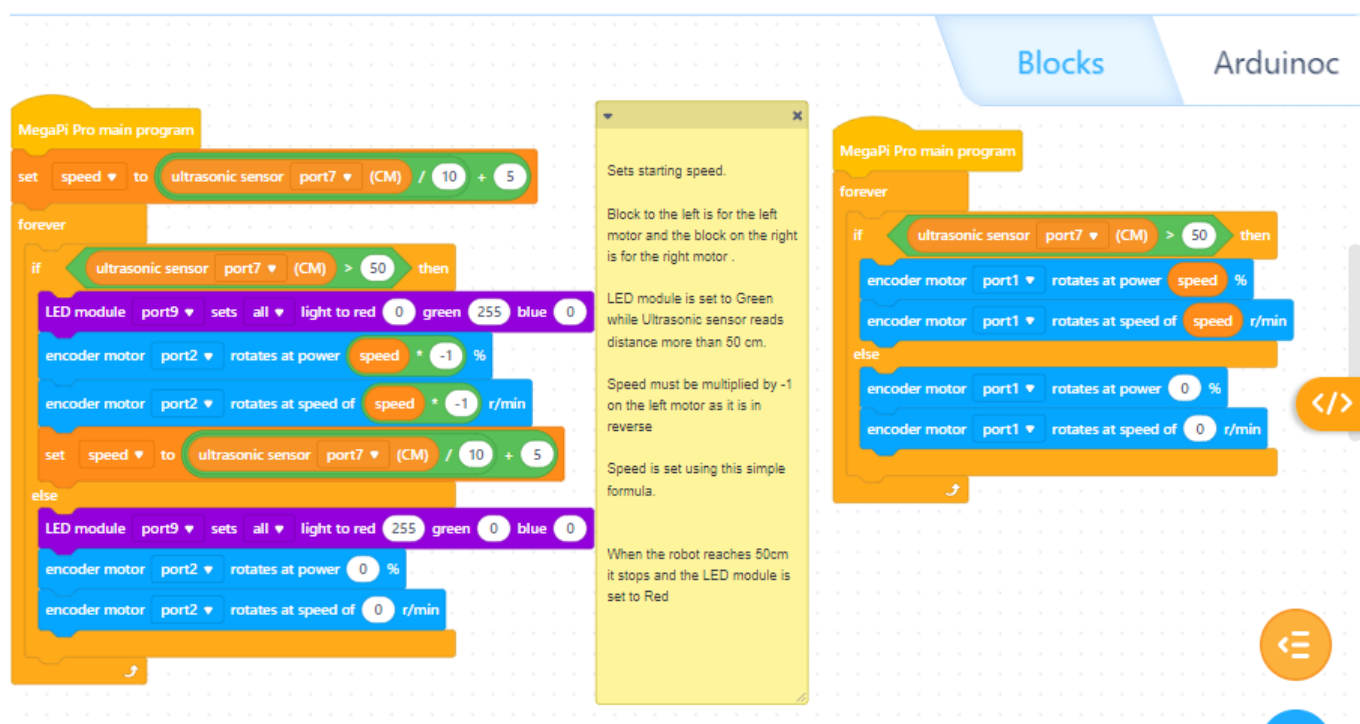 Blocks
Arduinoc
MegaPi Pro main program
set speed to ultrasonic sensor port7 (CM) / 10 + 5
forever
if ultrasonic sensor port7 (CM) > 50 then
LED module port9 sets all light to red 0 green 255 blue 0
encoder motor port2 rotates at power speed * -1 %
encoder motor port2 rotates at speed of speed * -1 r/min
set speed to ultrasonic sensor port7 (CM) / 10 + 5
else
LED module port9 sets all light to red 255 green 0 blue 0
encoder motor port2 rotates at power 0 %
encoder motor port2 rotates at speed of 0 r/min
Sets starting speed.
Block to the left is for the left
motor and the block on the right
is for the right motor .
LED module is set to Green
while Ultrasonic sensor reads
distance more than 50 cm.
Speed must be multiplied by -1
on the left motor as it is in
reverse
Speed is set using this simple
formula.
When the robot reaches 50cm
it stops and the LED module is
set to Red
MegaPi Pro main program
forever
if ultrasonic sensor port7 (CM) > 50 then
encoder motor port1 rotates at power speed %
encoder motor port1 rotates at speed of speed r/min
else
encoder motor port1 rotates at power 0 %
encoder motor port1 rotates at speed of 0 r/min